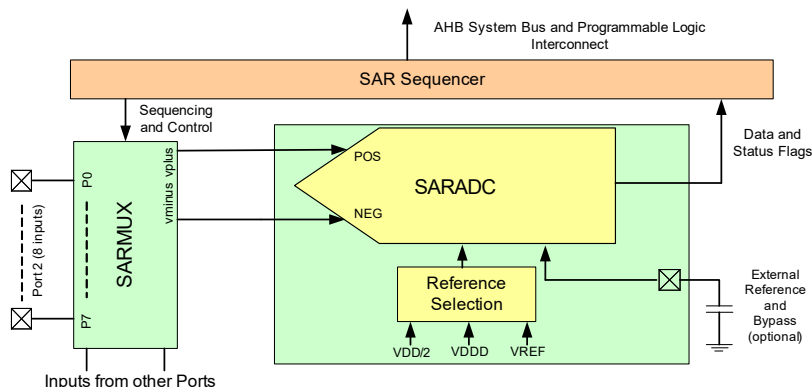 AHB System Bus and Programmable Logic
Interconnect
SAR Sequencer
Sequencing
and Control
Data and
Status Flags
vminus vplus
POS
SARADC
NEG
P0
Port 2 (8 inputs)
SARMUX
P7
Reference
Selection
External
Reference
and
Bypass
(optional)
VDD/2
VDDD
VREF
Inputs from other Ports